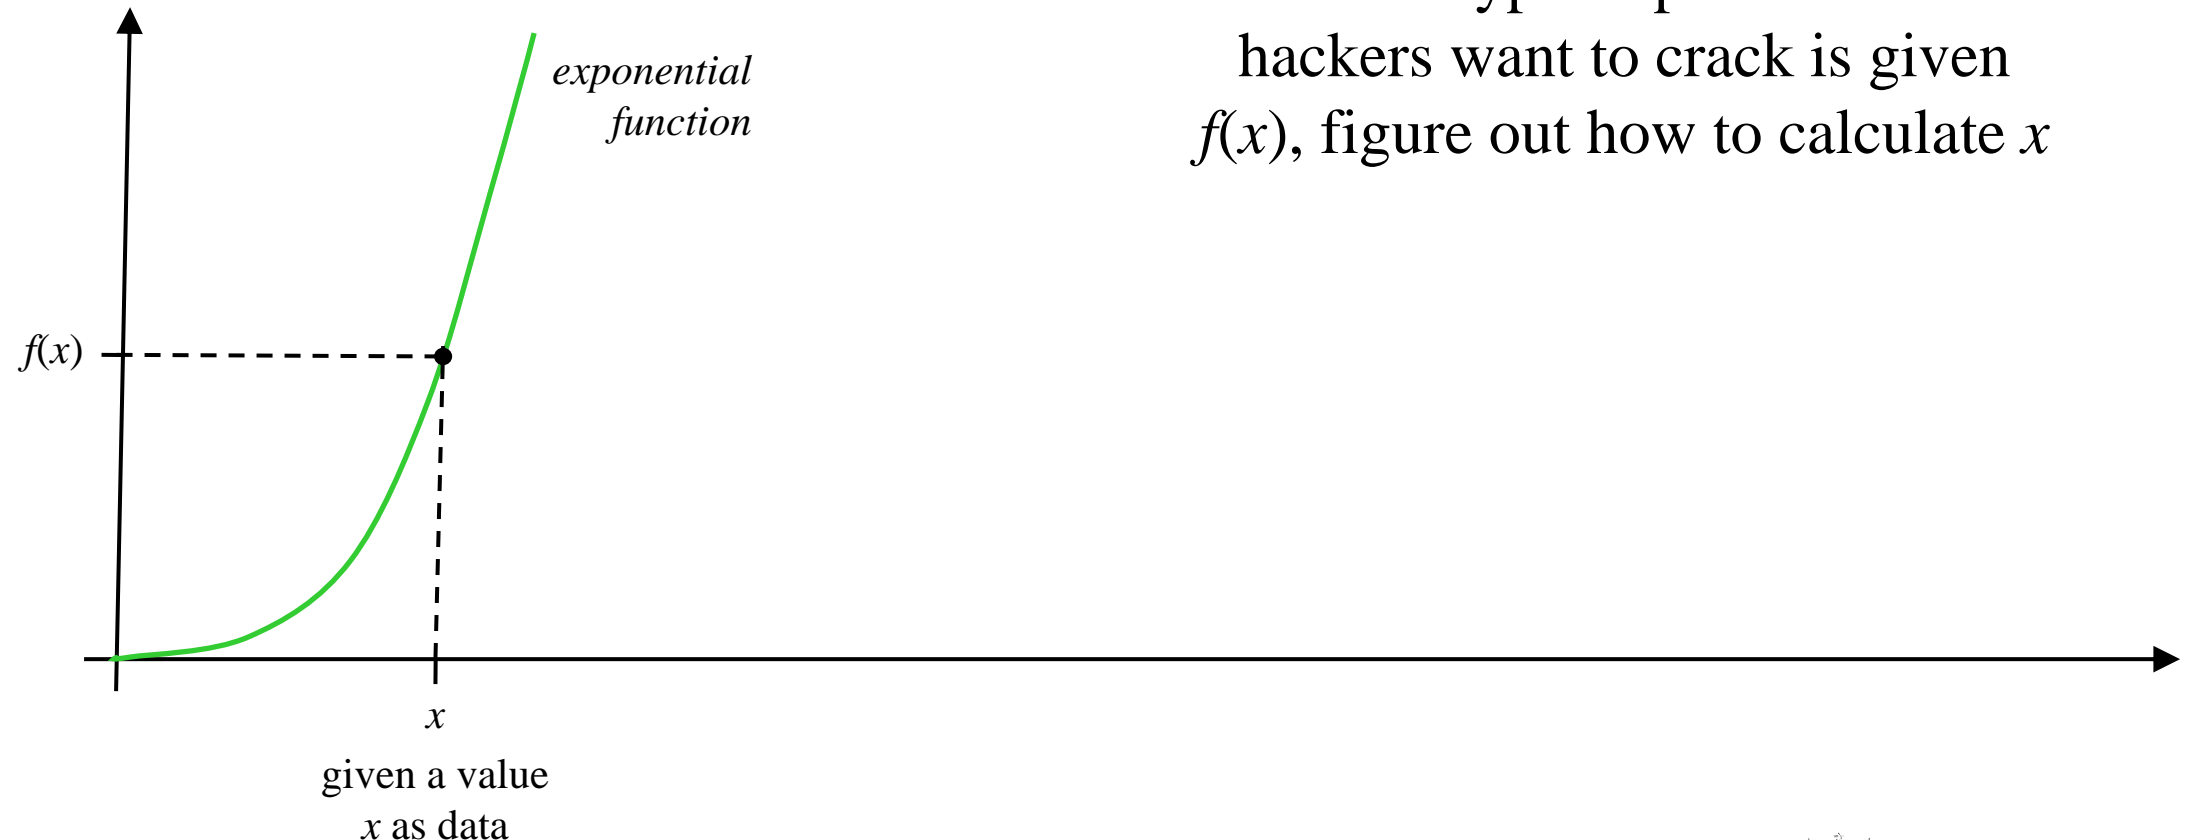 hackers want to crack is given
f(x), figure out how to calculate x
exponential
function
f(x)
x
given a value
x as data